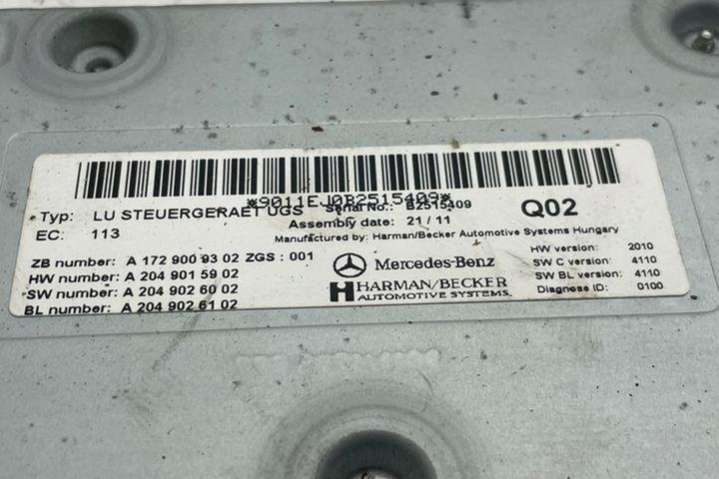 *9011EJ0B2515409*
Typ: LU STEUERGERAET UGS Serial No.: B2515409 Q02
EC: 113 Assembly date: 21/11
Manufactured by: Harman/Becker Automotive Systems Hungary
ZB number: A 172 900 93 02 ZGS : 001
HW number: A 204 901 59 02
SW number: A 204 902 60 02
BL number: A 204 902 61 02
Mercedes-Benz
HARMAN/BECKER
AUTOMOTIVE SYSTEMS
HW version: 2010
SW C version: 4110
SW BL version: 4110
Diagnose ID: 0100